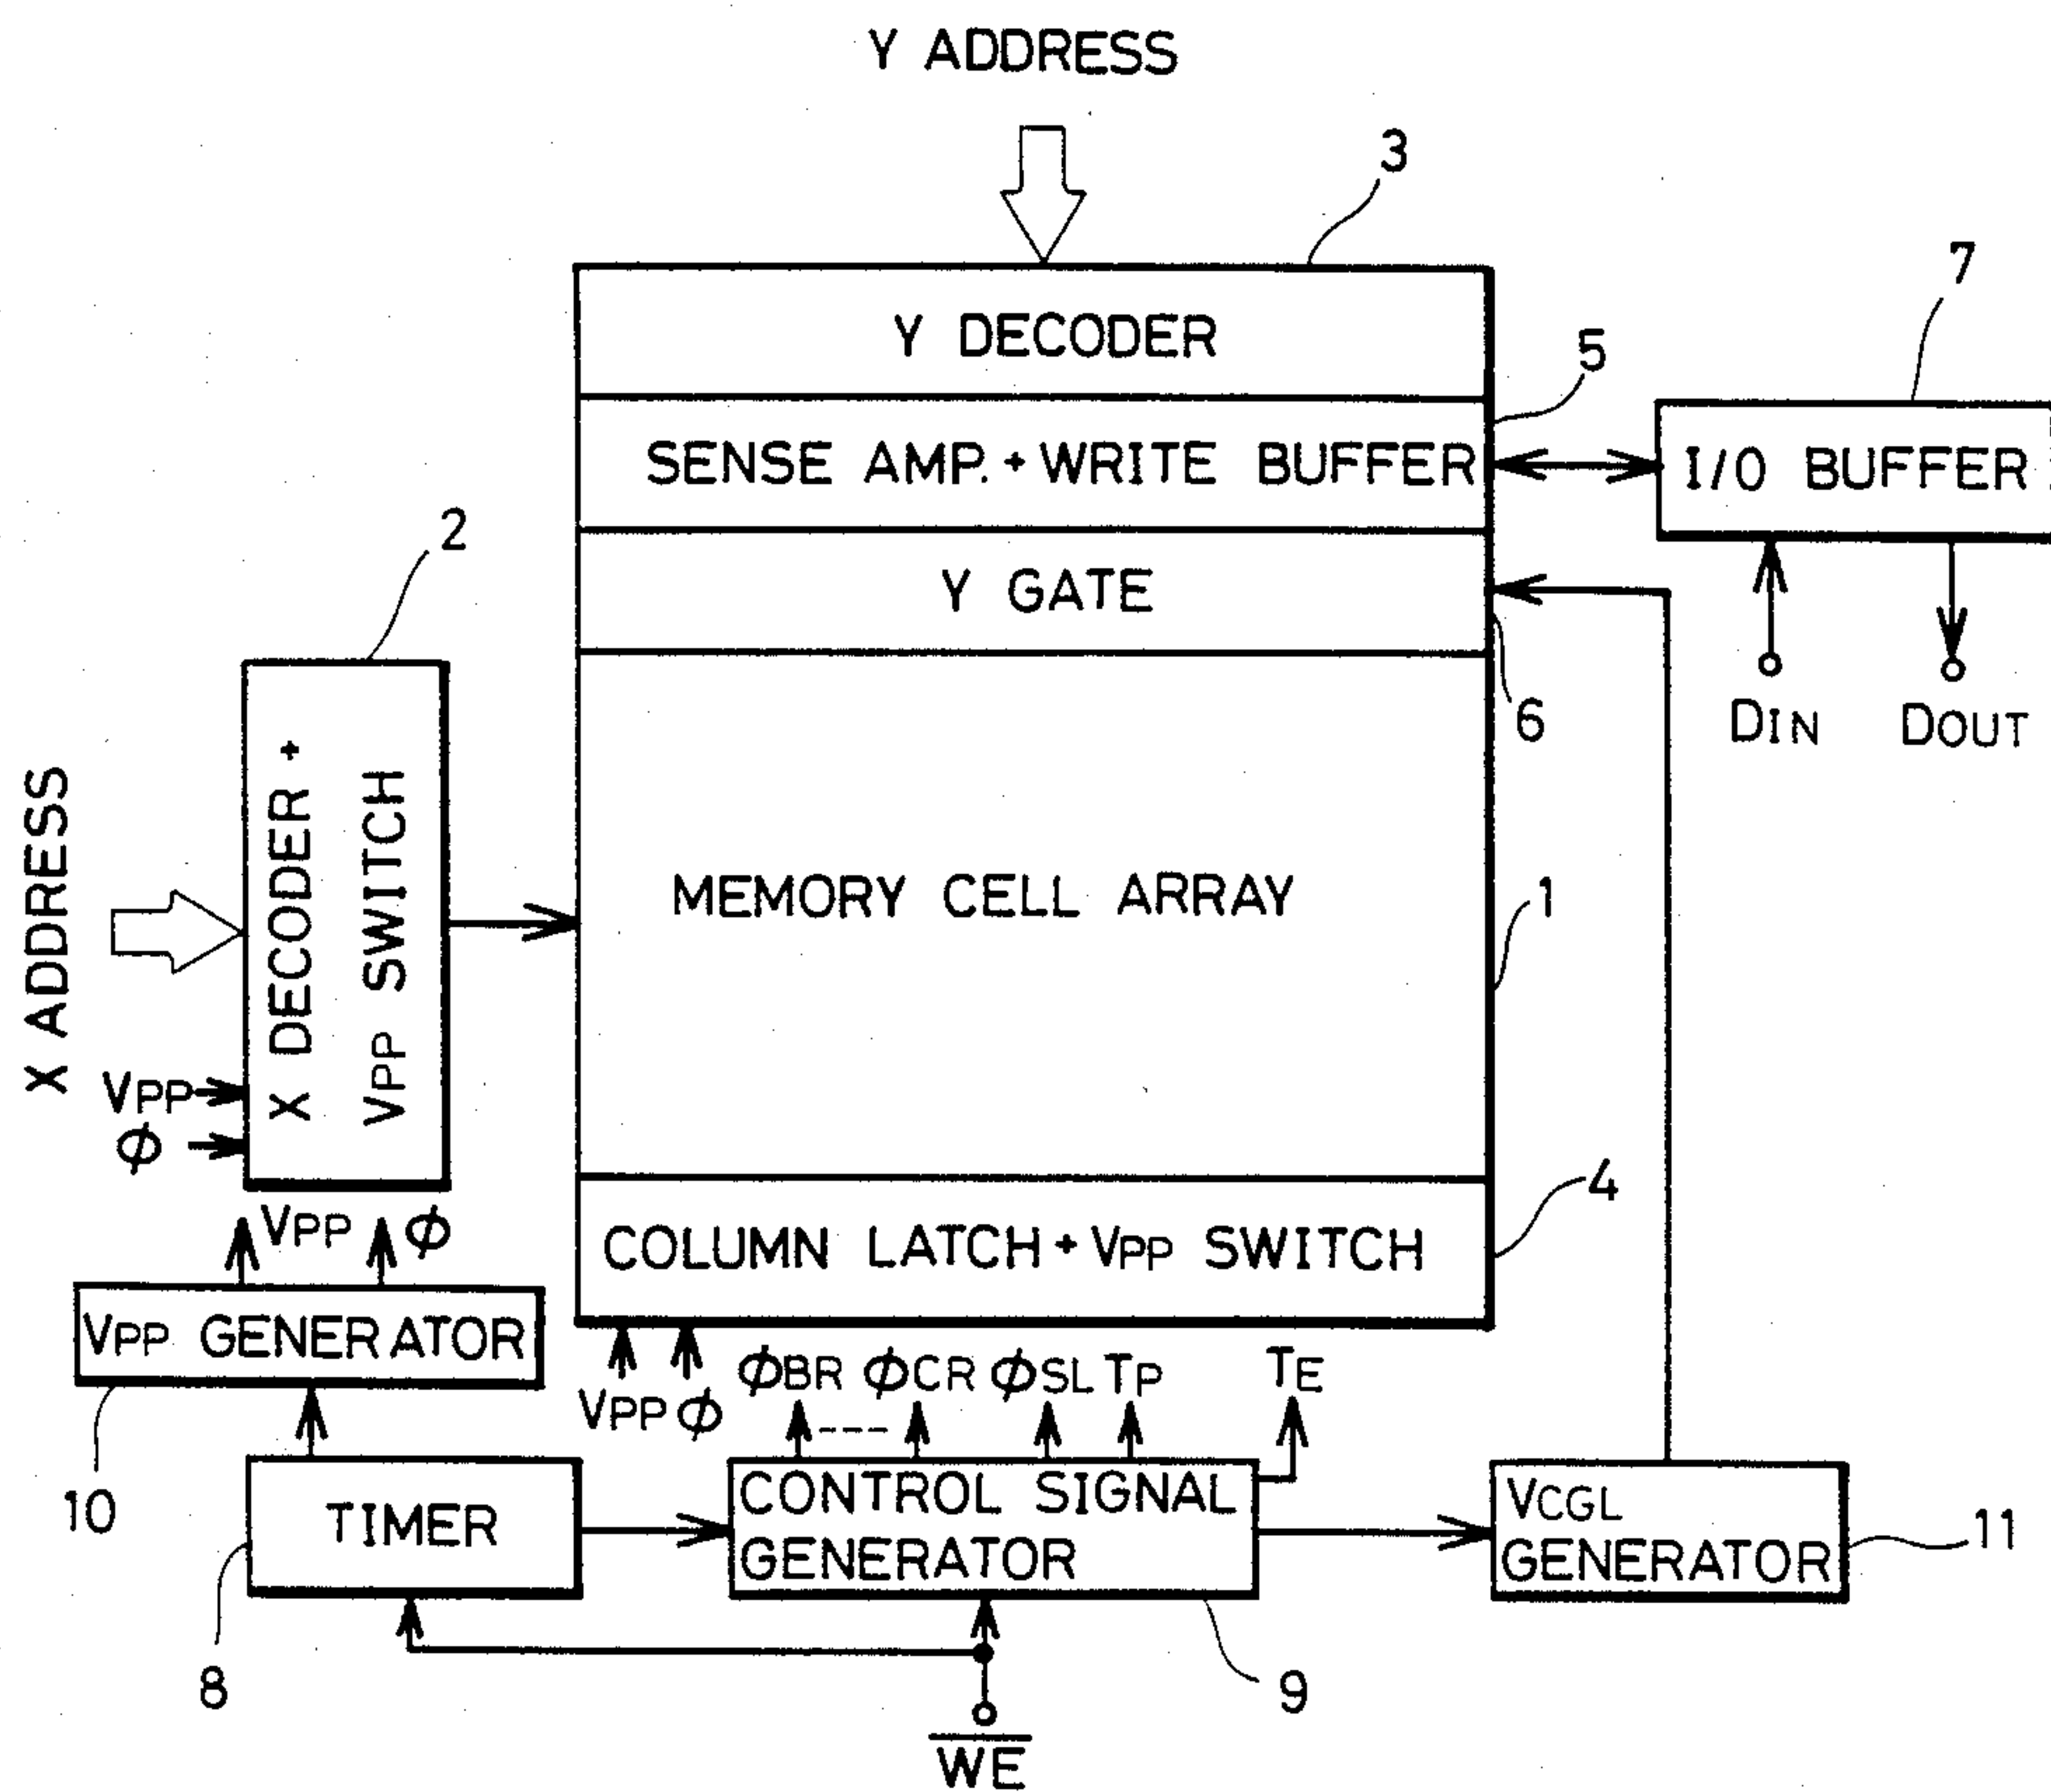 Y ADDRESS
3
Y DECODER
7
5
SENSE AMP. + WRITE BUFFER
I/O BUFFER
2
Y GATE
6
DIN
DOUT
X ADDRESS
X DECODER +
VPP SWITCH
MEMORY CELL ARRAY
1
VPP
φ
4
VPP φ
COLUMN LATCH + VPP SWITCH
VPP GENERATOR
VPP φ
φBR ---- φCR φSL TP TE
10
TIMER
CONTROL SIGNAL
GENERATOR
VCGL
GENERATOR
11
8
9
W̅E̅